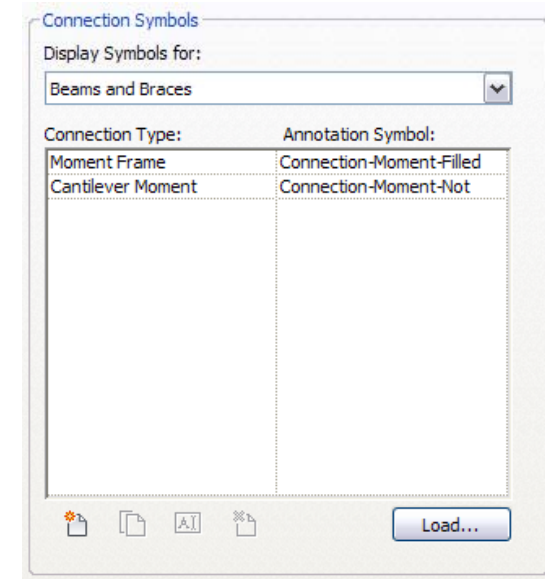 Connection Symbols
Display Symbols for:
Beams and Braces
Connection Type: Annotation Symbol:
Moment Frame Connection-Moment-Filled
Cantilever Moment Connection-Moment-Not
AI Load...